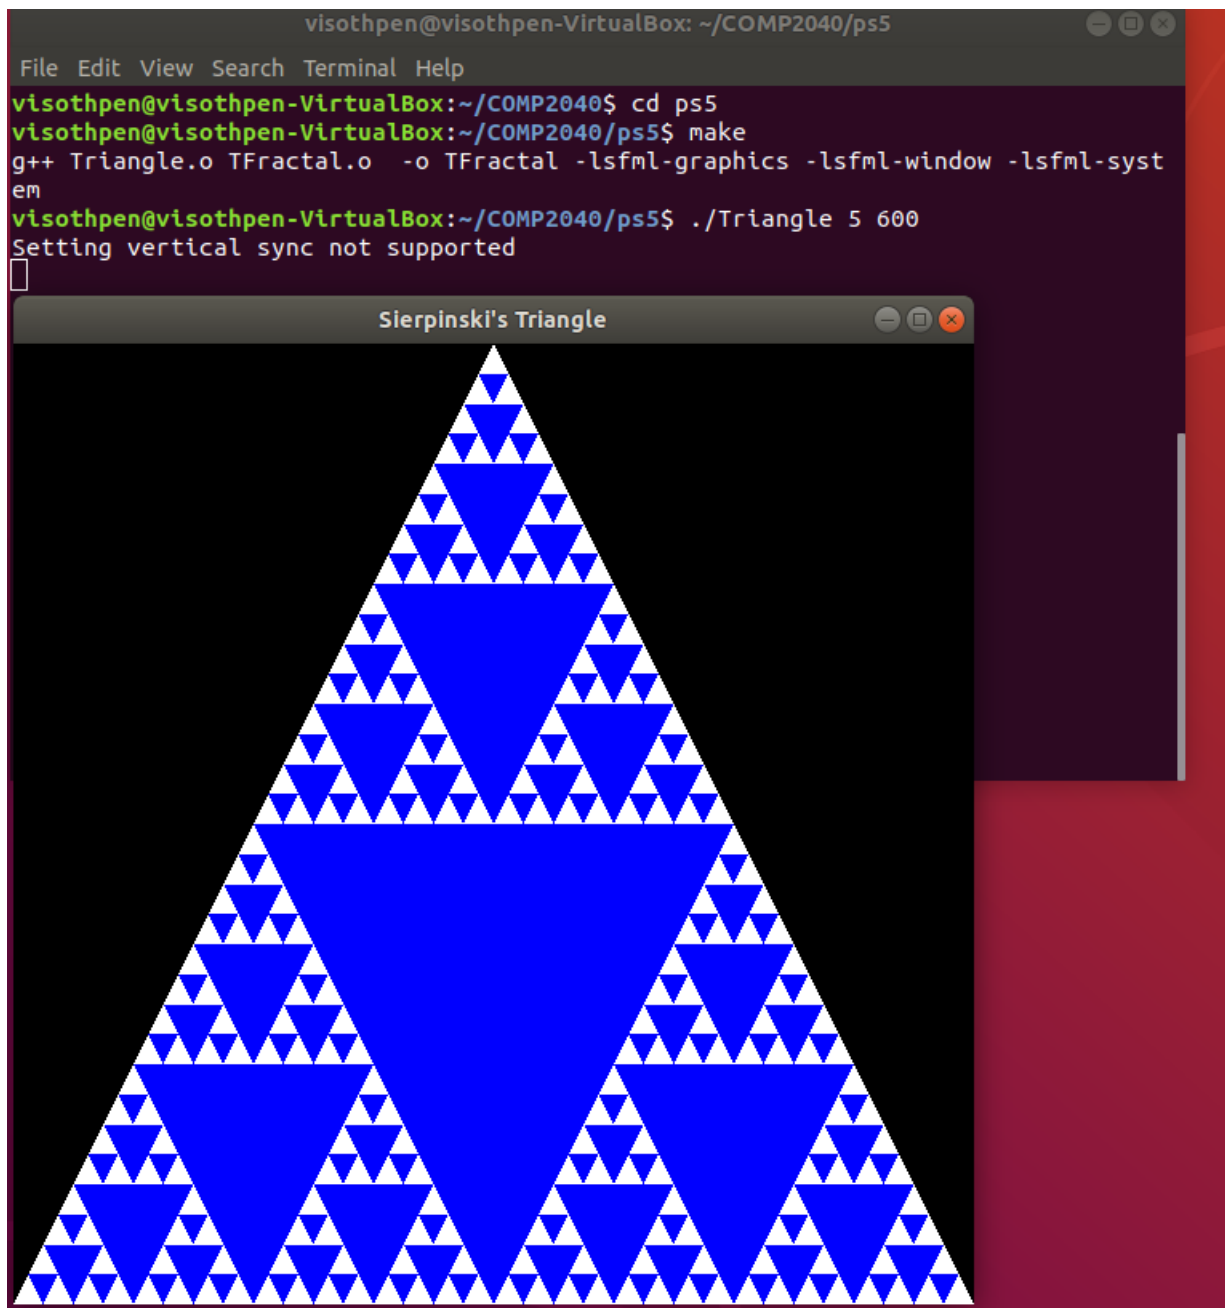 visothpen@visothpen-VirtualBox: ~/COMP2040/ps5
File Edit View Search Terminal Help
visothpen@visothpen-VirtualBox:~/COMP2040$ cd ps5
visothpen@visothpen-VirtualBox:~/COMP2040/ps5$ make
g++ Triangle.o TFractal.o  -o TFractal -lsfml-graphics -lsfml-window -lsfml-syst
em
visothpen@visothpen-VirtualBox:~/COMP2040/ps5$ ./Triangle 5 600
Setting vertical sync not supported
Sierpinski's Triangle